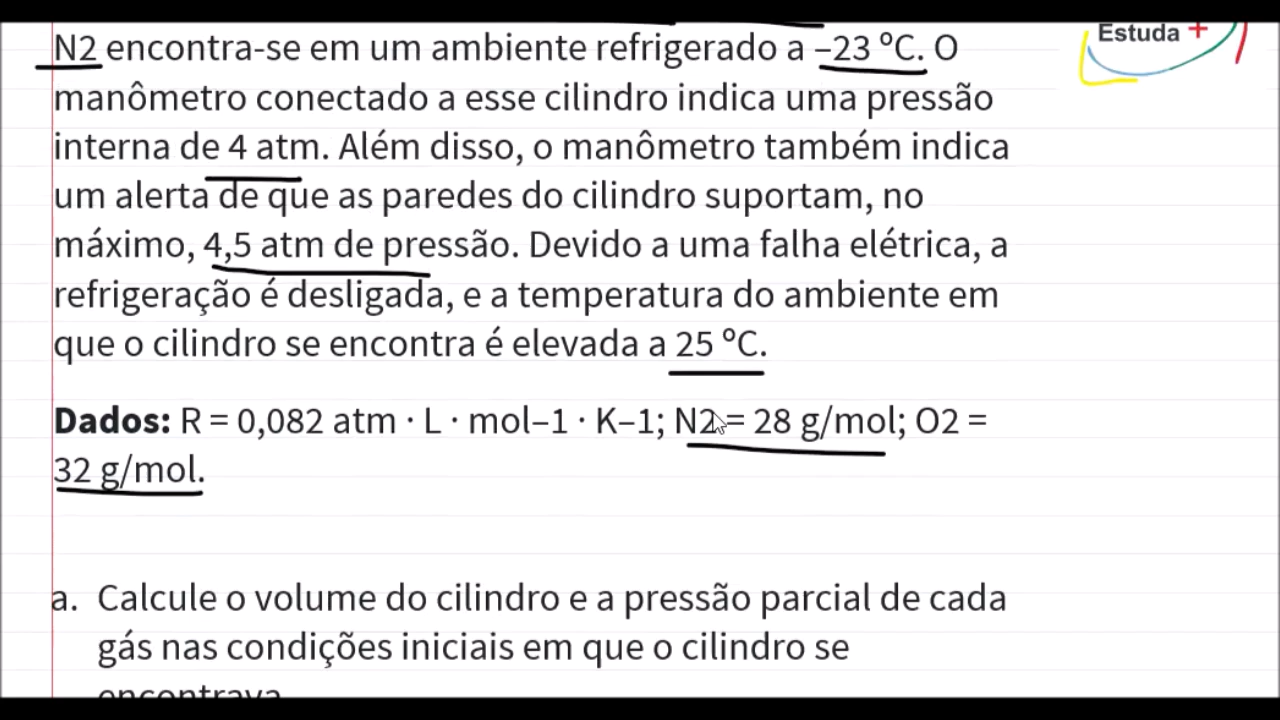 Estuda +
N2 encontra-se em um ambiente refrigerado a –23 ºC. O
manômetro conectado a esse cilindro indica uma pressão
interna de 4 atm. Além disso, o manômetro também indica
um alerta de que as paredes do cilindro suportam, no
máximo, 4,5 atm de pressão. Devido a uma falha elétrica, a
refrigeração é desligada, e a temperatura do ambiente em
que o cilindro se encontra é elevada a 25 ºC.
Dados: R = 0,082 atm · L · mol–1 · K–1; N2 = 28 g/mol; O2 =
32 g/mol.
a. Calcule o volume do cilindro e a pressão parcial de cada
gás nas condições iniciais em que o cilindro se
encontrava